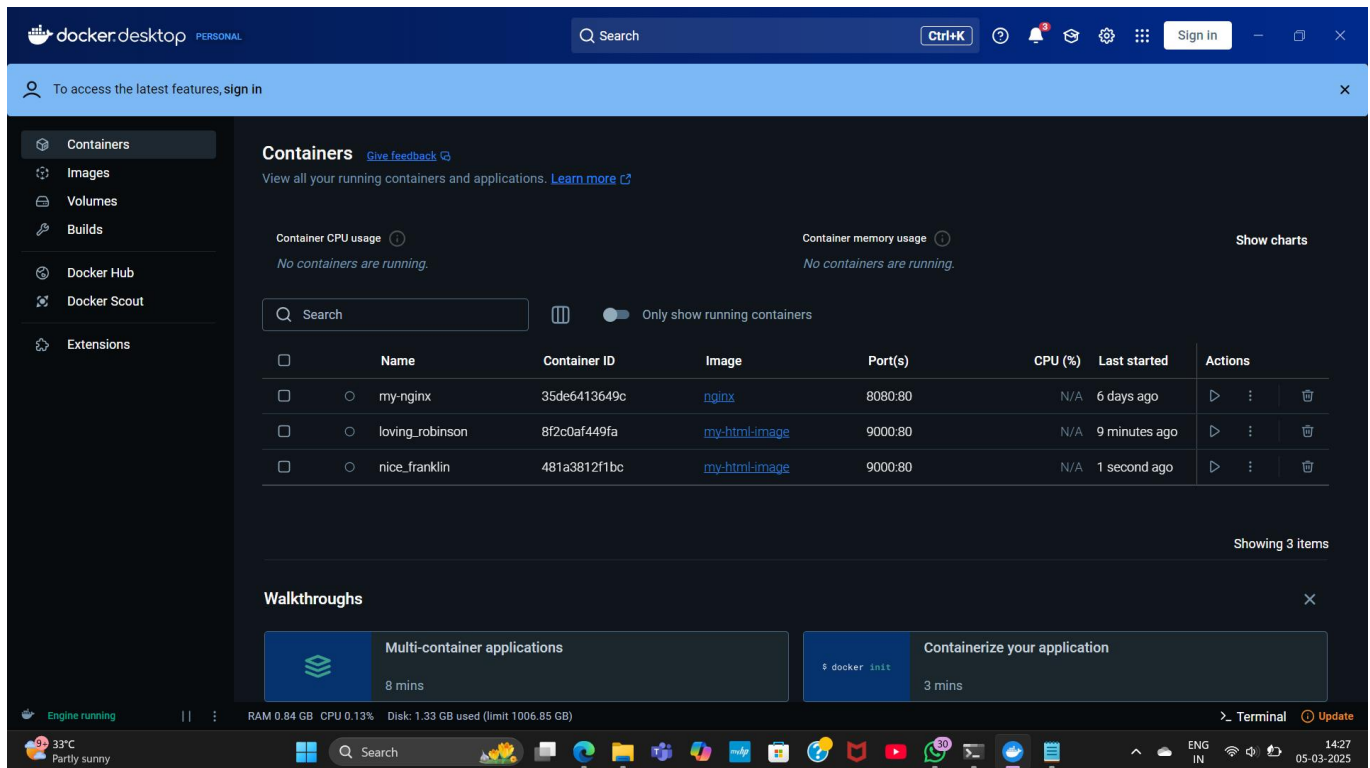 docker.desktop PERSONAL Search Ctrl+K 3 Sign in
To access the latest features, sign in
Containers
Images
Volumes
Builds
Docker Hub
Docker Scout
Extensions
Containers Give feedback
View all your running containers and applications. Learn more
Container CPU usage Container memory usage Show charts
No containers are running. No containers are running.
Search Only show running containers
Name Container ID Image Port(s) CPU (%) Last started Actions
my-nginx 35de6413649c nginx 8080:80 N/A 6 days ago
loving_robinson 8f2c0af449fa my-html-image 9000:80 N/A 9 minutes ago
nice_franklin 481a3812f1bc my-html-image 9000:80 N/A 1 second ago
Showing 3 items
Walkthroughs
Multi-container applications
8 mins
$ docker init
Containerize your application
3 mins
Engine running RAM 0.84 GB CPU 0.13% Disk: 1.33 GB used (limit 1006.85 GB) Terminal Update
9+ 33°C Search 30 ENG 14:27
Partly sunny IN 05-03-2025